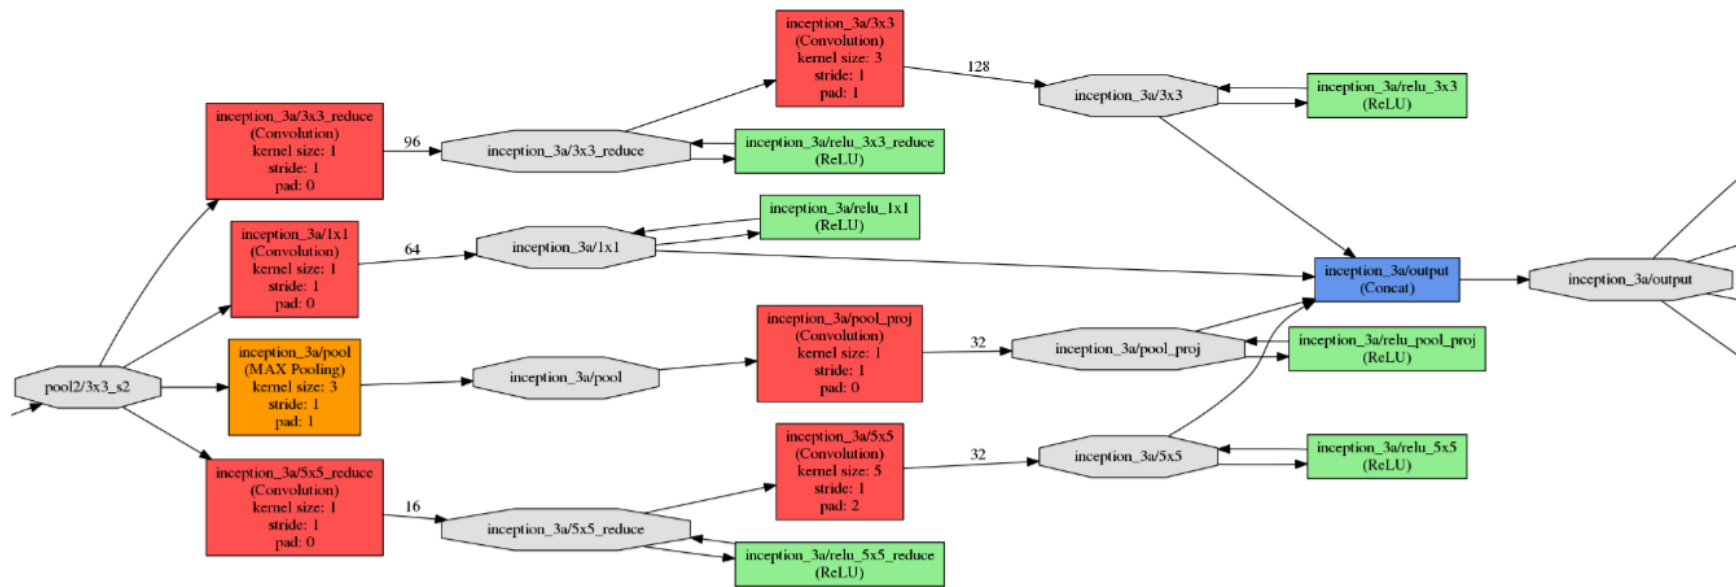 inception_3a/3x3
(Convolution)
kernel size: 3
stride: 1
pad: 1
128
inception_3a/3x3
inception_3a/relu_3x3
(ReLU)
inception_3a/3x3_reduce
(Convolution)
kernel size: 1
stride: 1
pad: 0
96
inception_3a/3x3_reduce
inception_3a/relu_3x3_reduce
(ReLU)
inception_3a/1x1
(Convolution)
kernel size: 1
stride: 1
pad: 0
64
inception_3a/1x1
inception_3a/relu_1x1
(ReLU)
inception_3a/output
(Concat)
inception_3a/output
pool2/3x3_s2
inception_3a/pool
(MAX Pooling)
kernel size: 3
stride: 1
pad: 1
inception_3a/pool
inception_3a/pool_proj
(Convolution)
kernel size: 1
stride: 1
pad: 0
32
inception_3a/pool_proj
inception_3a/relu_pool_proj
(ReLU)
inception_3a/5x5_reduce
(Convolution)
kernel size: 1
stride: 1
pad: 0
16
inception_3a/5x5_reduce
inception_3a/relu_5x5_reduce
(ReLU)
inception_3a/5x5
(Convolution)
kernel size: 5
stride: 1
pad: 2
32
inception_3a/5x5
inception_3a/relu_5x5
(ReLU)